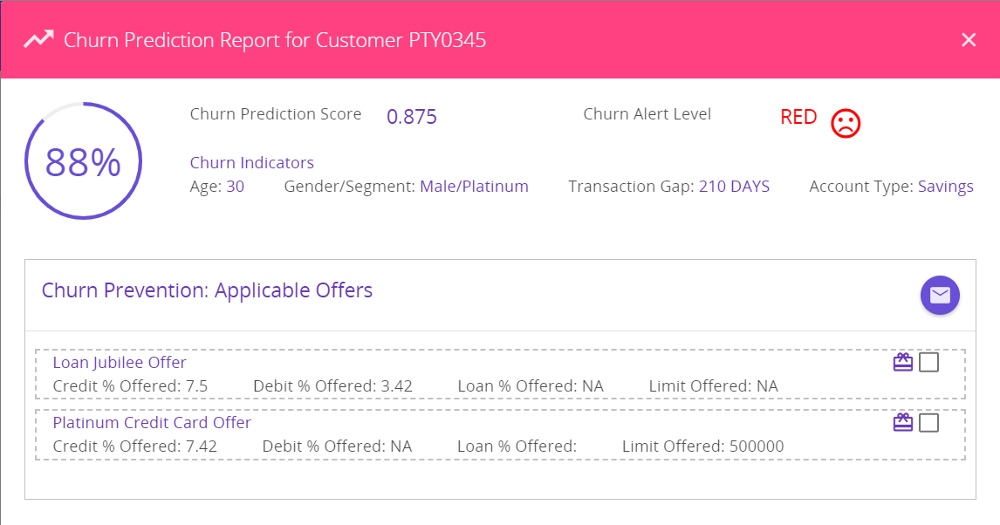 Churn Prediction Report for Customer PTY0345
88%
Churn Prediction Score 0.875 Churn Alert Level RED
Churn Indicators
Age: 30 Gender/Segment: Male/Platinum Transaction Gap: 210 DAYS Account Type: Savings
Churn Prevention: Applicable Offers
Loan Jubilee Offer
Credit % Offered: 7.5 Debit % Offered: 3.42 Loan % Offered: NA Limit Offered: NA
Platinum Credit Card Offer
Credit % Offered: 7.42 Debit % Offered: NA Loan % Offered: Limit Offered: 500000